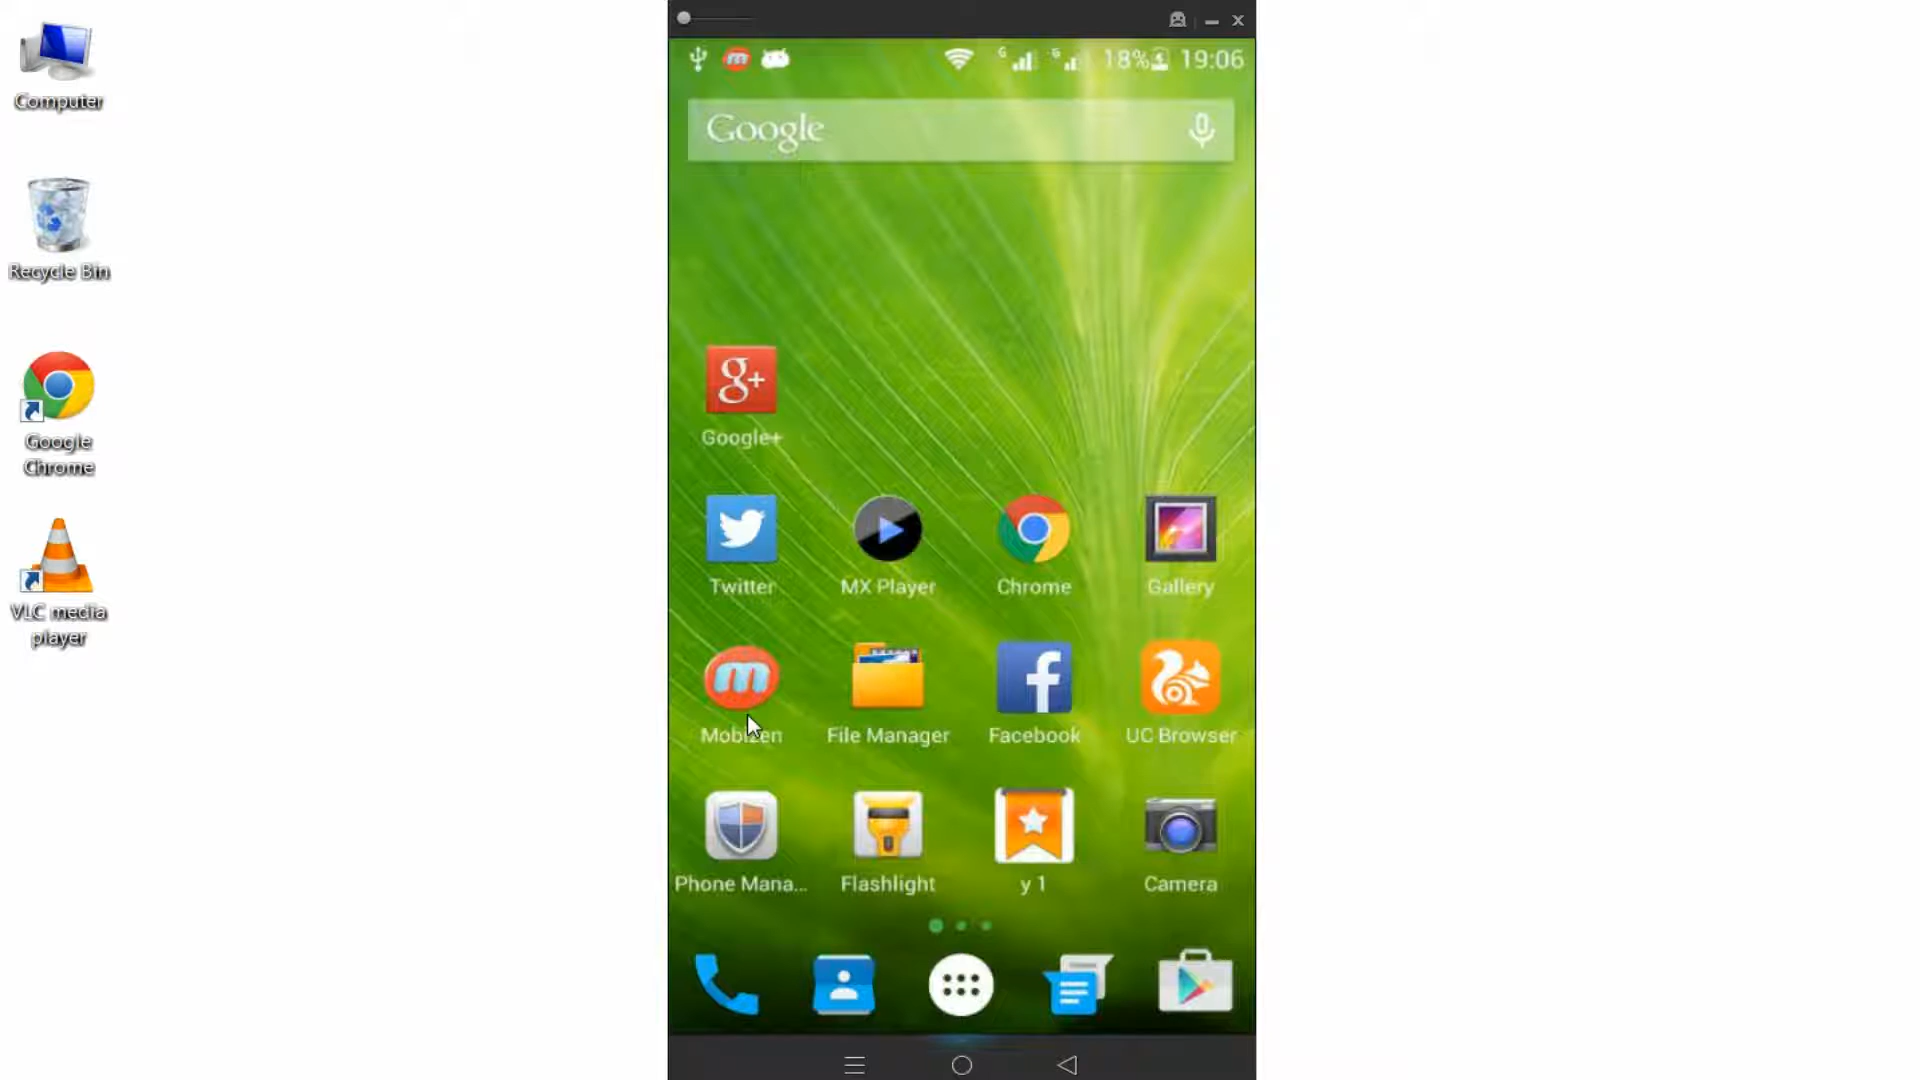 Computer
Recycle Bin
Google
Chrome
VLC media
player
18% 19:06
Google
g+
Google+
Twitter
MX Player
Chrome
Gallery
m
Mobizen
File Manager
f
Facebook
UC Browser
Phone Mana...
Flashlight
y 1
Camera